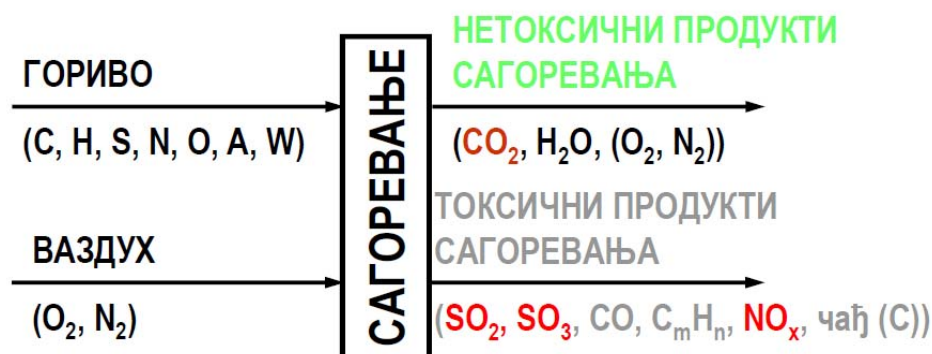 ГОРИВО
(C, H, S, N, O, A, W)
ВАЗДУХ
(O₂, N₂)
САГОРЕВАЊЕ
НЕТОКСИЧНИ ПРОДУКТИ
САГОРЕВАЊА
(CO₂, H₂O, (O₂, N₂))
ТОКСИЧНИ ПРОДУКТИ
САГОРЕВАЊА
(SO₂, SO₃, CO, CₘHₙ, NOₓ, чађ (C))